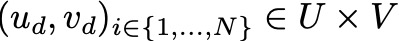 (u_d, v_d)_{i∈{1,...,N}} ∈ U × V